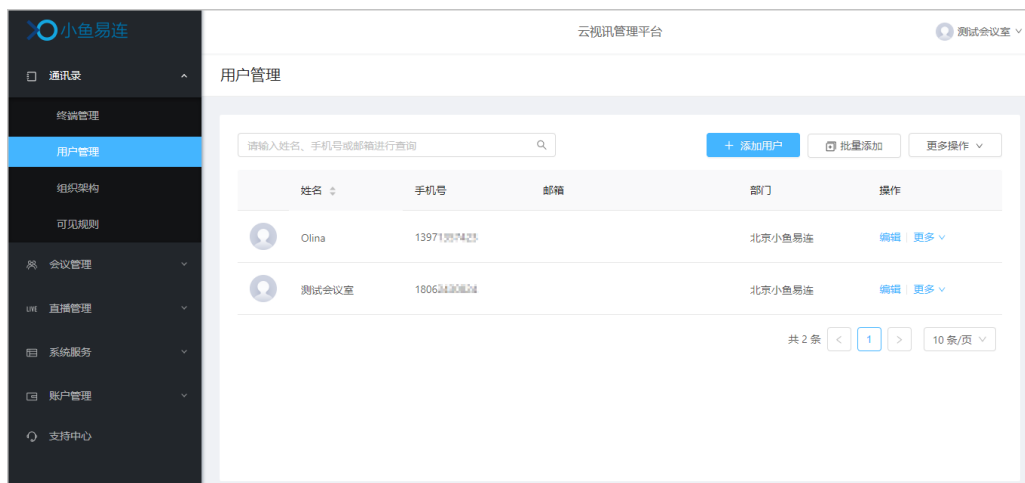 小鱼易连
云视讯管理平台
测试会议室
通讯录
用户管理
终端管理
用户管理
组织架构
可见规则
会议管理
LIVE 直播管理
系统服务
账户管理
支持中心
请输入姓名、手机号或邮箱进行查询
+ 添加用户
批量添加
更多操作
姓名 手机号 邮箱 部门 操作
Olina 13971 北京小鱼易连 编辑 更多
测试会议室 18062 北京小鱼易连 编辑 更多
共 2 条 < 1 > 10 条/页